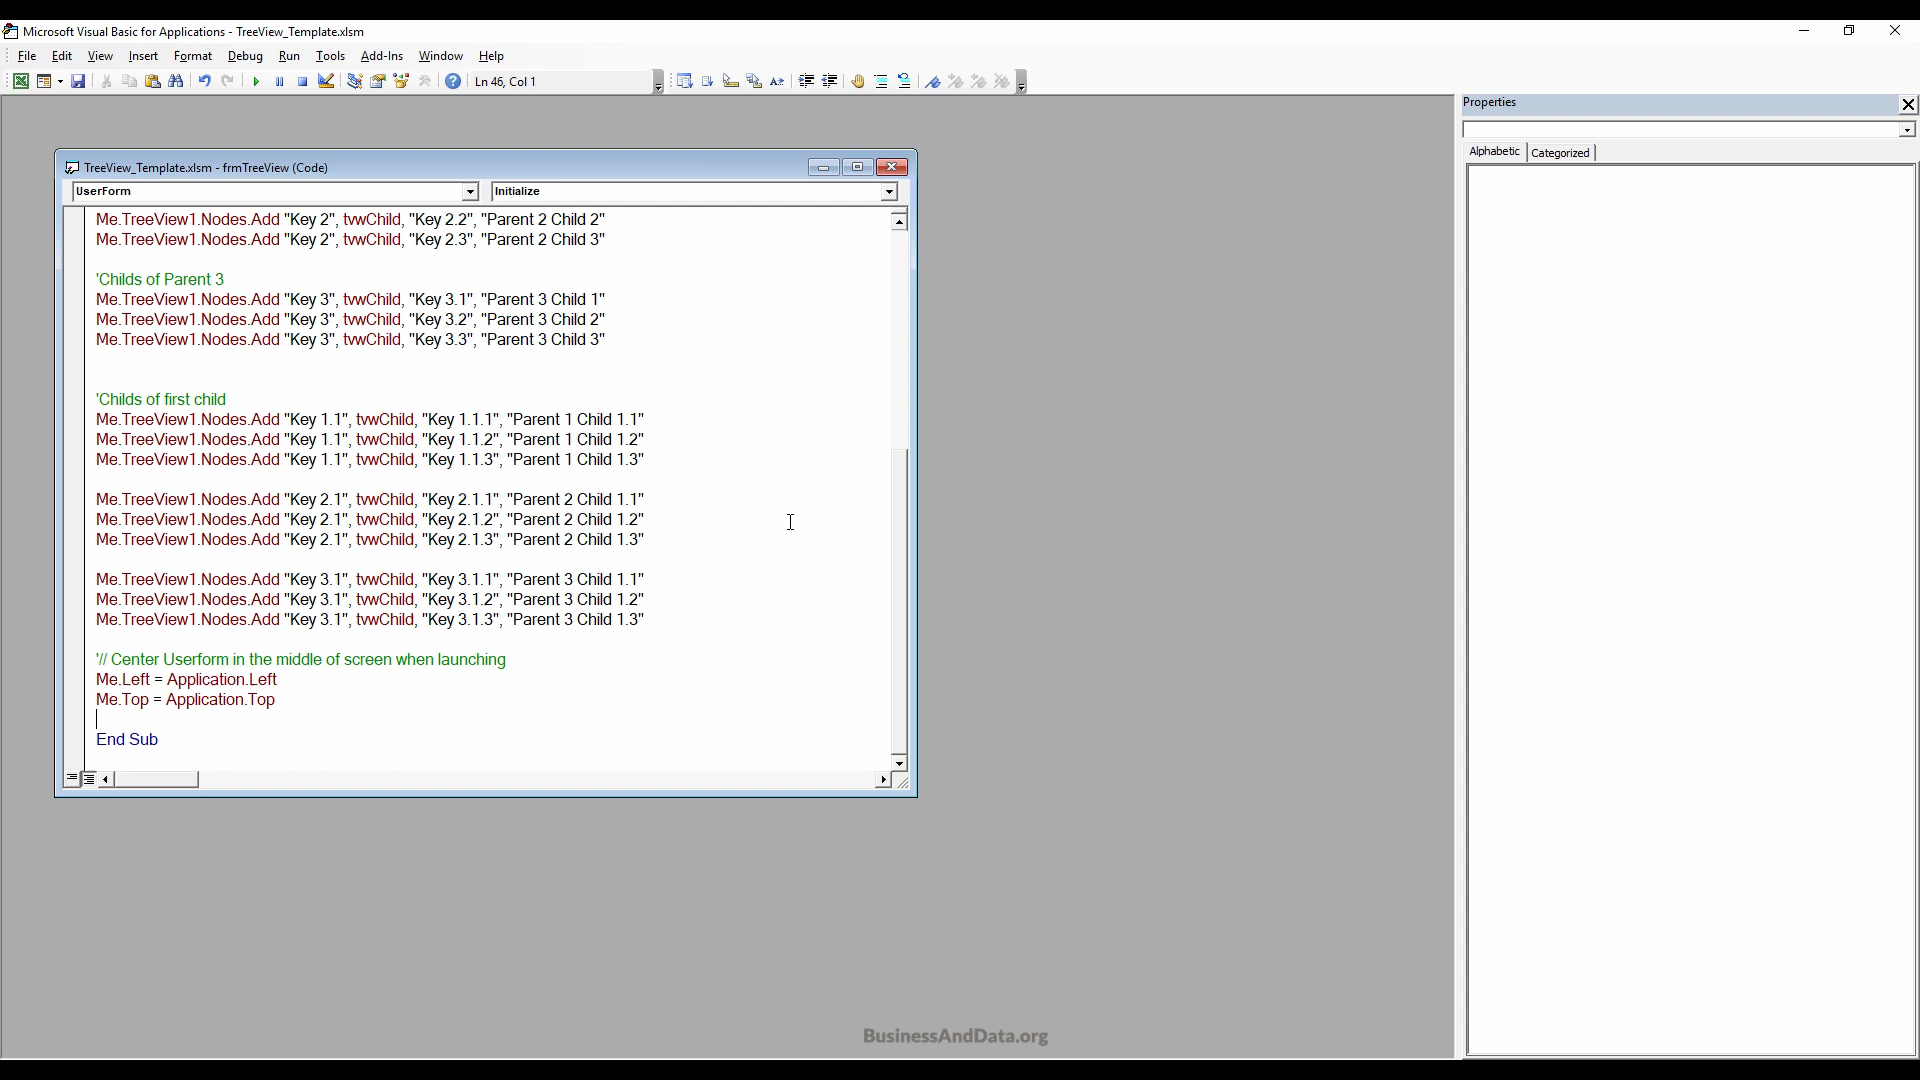 Microsoft Visual Basic for Applications - TreeView_Template.xlsm
File Edit View Insert Format Debug Run Tools Add-Ins Window Help
Ln 46, Col 1
Properties
Alphabetic Categorized
TreeView_Template.xlsm - frmTreeView (Code)
UserForm Initialize
Me.TreeView1.Nodes.Add "Key 2", tvwChild, "Key 2.2", "Parent 2 Child 2"
Me.TreeView1.Nodes.Add "Key 2", tvwChild, "Key 2.3", "Parent 2 Child 3"
'Childs of Parent 3
Me.TreeView1.Nodes.Add "Key 3", tvwChild, "Key 3.1", "Parent 3 Child 1"
Me.TreeView1.Nodes.Add "Key 3", tvwChild, "Key 3.2", "Parent 3 Child 2"
Me.TreeView1.Nodes.Add "Key 3", tvwChild, "Key 3.3", "Parent 3 Child 3"
'Childs of first child
Me.TreeView1.Nodes.Add "Key 1.1", tvwChild, "Key 1.1.1", "Parent 1 Child 1.1"
Me.TreeView1.Nodes.Add "Key 1.1", tvwChild, "Key 1.1.2", "Parent 1 Child 1.2"
Me.TreeView1.Nodes.Add "Key 1.1", tvwChild, "Key 1.1.3", "Parent 1 Child 1.3"
Me.TreeView1.Nodes.Add "Key 2.1", tvwChild, "Key 2.1.1", "Parent 2 Child 1.1"
Me.TreeView1.Nodes.Add "Key 2.1", tvwChild, "Key 2.1.2", "Parent 2 Child 1.2"
Me.TreeView1.Nodes.Add "Key 2.1", tvwChild, "Key 2.1.3", "Parent 2 Child 1.3"
Me.TreeView1.Nodes.Add "Key 3.1", tvwChild, "Key 3.1.1", "Parent 3 Child 1.1"
Me.TreeView1.Nodes.Add "Key 3.1", tvwChild, "Key 3.1.2", "Parent 3 Child 1.2"
Me.TreeView1.Nodes.Add "Key 3.1", tvwChild, "Key 3.1.3", "Parent 3 Child 1.3"
'// Center Userform in the middle of screen when launching
Me.Left = Application.Left
Me.Top = Application.Top
End Sub
BusinessAndData.org